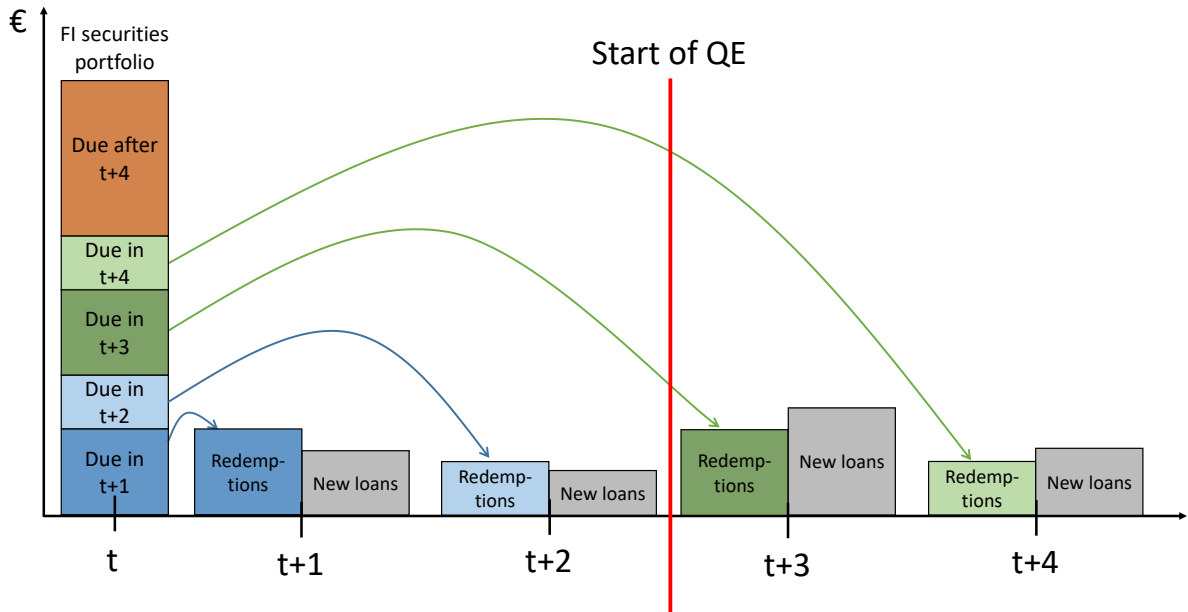 €
FI securities
portfolio
Start of QE
Due after
t+4
Due in
t+4
Due in
t+3
Due in
t+2
Due in
t+1
Redemp-
tions
New loans
Redemp-
tions
New loans
Redemp-
tions
New loans
Redemp-
tions
New loans
t
t+1
t+2
t+3
t+4